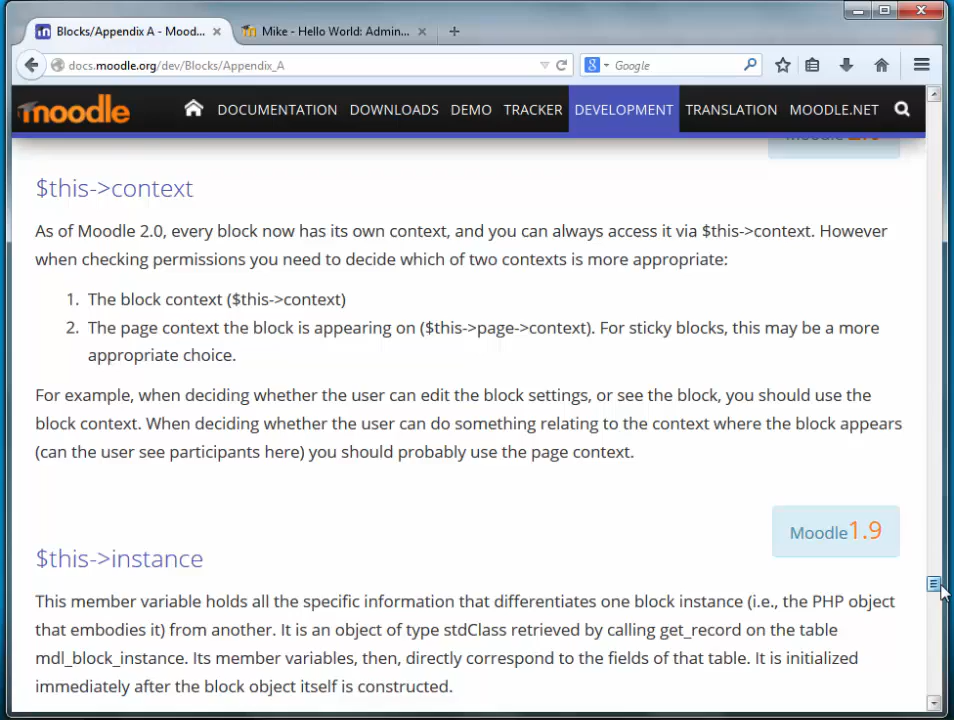 Blocks/Appendix A - Mood...
Mike - Hello World: Admin...
docs.moodle.org/dev/Blocks/Appendix_A
Google
moodle
DOCUMENTATION DOWNLOADS DEMO TRACKER DEVELOPMENT TRANSLATION MOODLE.NET
$this->context
As of Moodle 2.0, every block now has its own context, and you can always access it via $this->context. However
when checking permissions you need to decide which of two contexts is more appropriate:
1. The block context ($this->context)
2. The page context the block is appearing on ($this->page->context). For sticky blocks, this may be a more
appropriate choice.
For example, when deciding whether the user can edit the block settings, or see the block, you should use the
block context. When deciding whether the user can do something relating to the context where the block appears
(can the user see participants here) you should probably use the page context.
Moodle1.9
$this->instance
This member variable holds all the specific information that differentiates one block instance (i.e., the PHP object
that embodies it) from another. It is an object of type stdClass retrieved by calling get_record on the table
mdl_block_instance. Its member variables, then, directly correspond to the fields of that table. It is initialized
immediately after the block object itself is constructed.